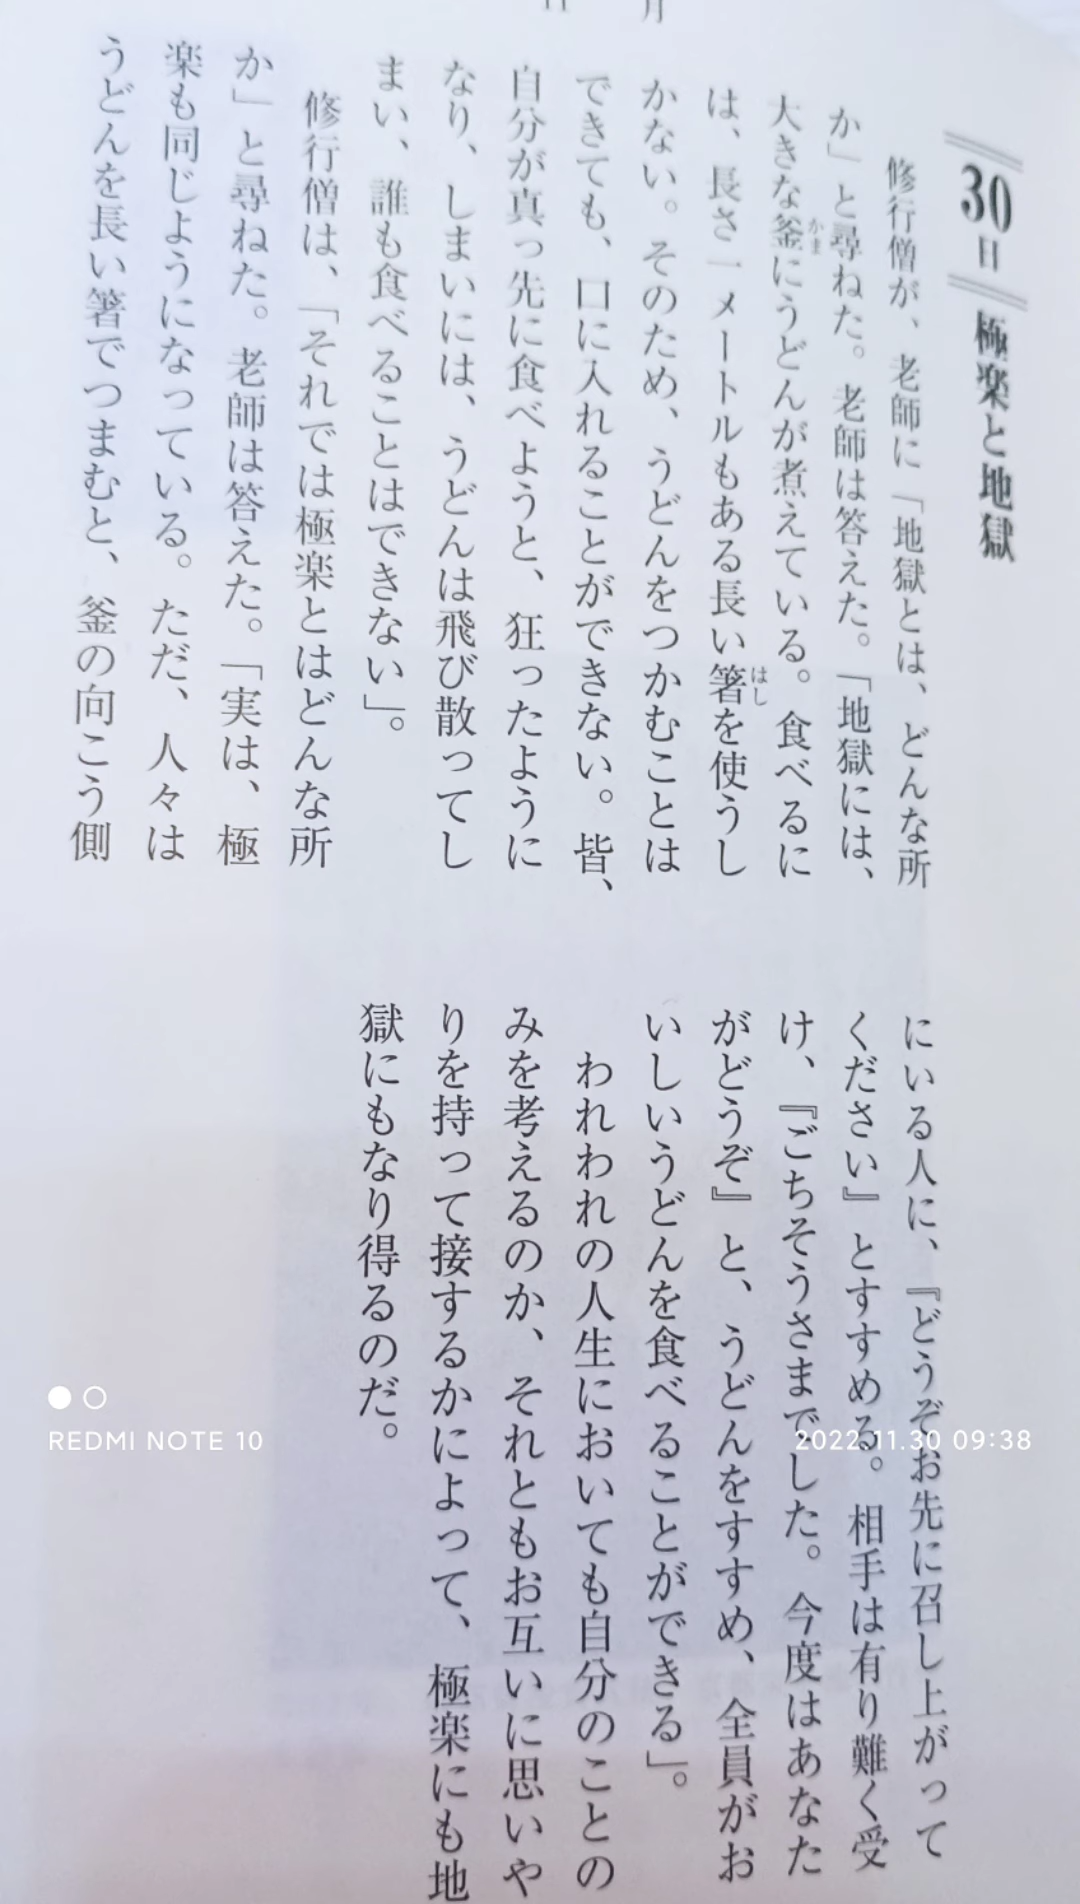 30日 極楽と地獄
修行僧が、老師に「地獄とは、どんな所
か」と尋ねた。老師は答えた。「地獄には、
大きな釜にうどんが煮えている。食べるに
かま
は、長さ一メートルもある長い箸を使うし
はし
かない。そのため、うどんをつかむことは
できても、口に入れることができない。皆、
自分が真っ先に食べようと、狂ったように
なり、しまいには、うどんは飛び散ってし
まい、誰も食べることはできない」。
修行僧は、「それでは極楽とはどんな所
か」と尋ねた。老師は答えた。「実は、極
楽も同じようになっている。ただ、人々は
うどんを長い箸でつまむと、釜の向こう側
にいる人に、『どうぞお先に召し上がって
ください』とすすめる。相手は有り難く受
け、『ごちそうさまでした。今度はあなた
がどうぞ』と、うどんをすすめ、全員がお
いしいうどんを食べることができる」。
われわれの人生においても自分のことの
みを考えるのか、それともお互いに思いや
りを持って接するかによって、極楽にも地
獄にもなり得るのだ。
REDMI NOTE 10
2022.11.30 09:38